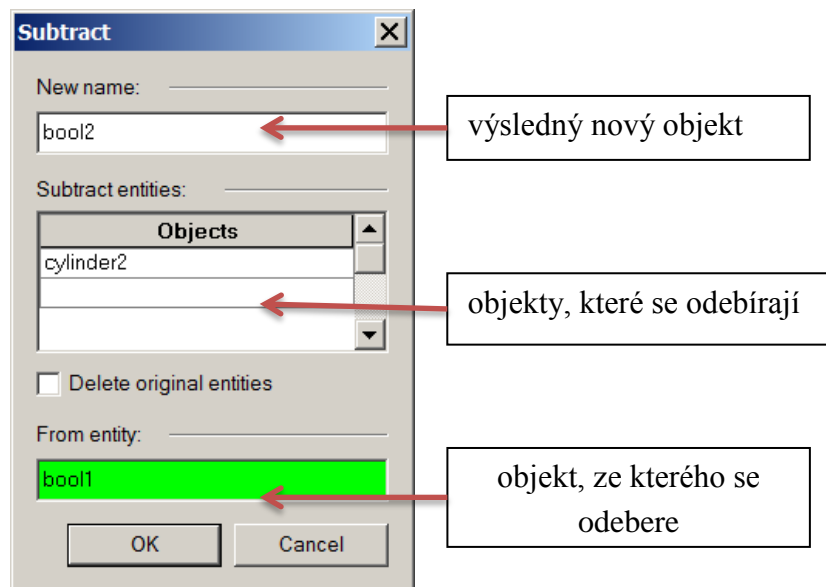 Subtract
New name:
bool2
výsledný nový objekt
Subtract entities:
Objects
cylinder2
objekty, které se odebírají
Delete original entities
From entity:
bool1
objekt, ze kterého se
odebere
OK
Cancel